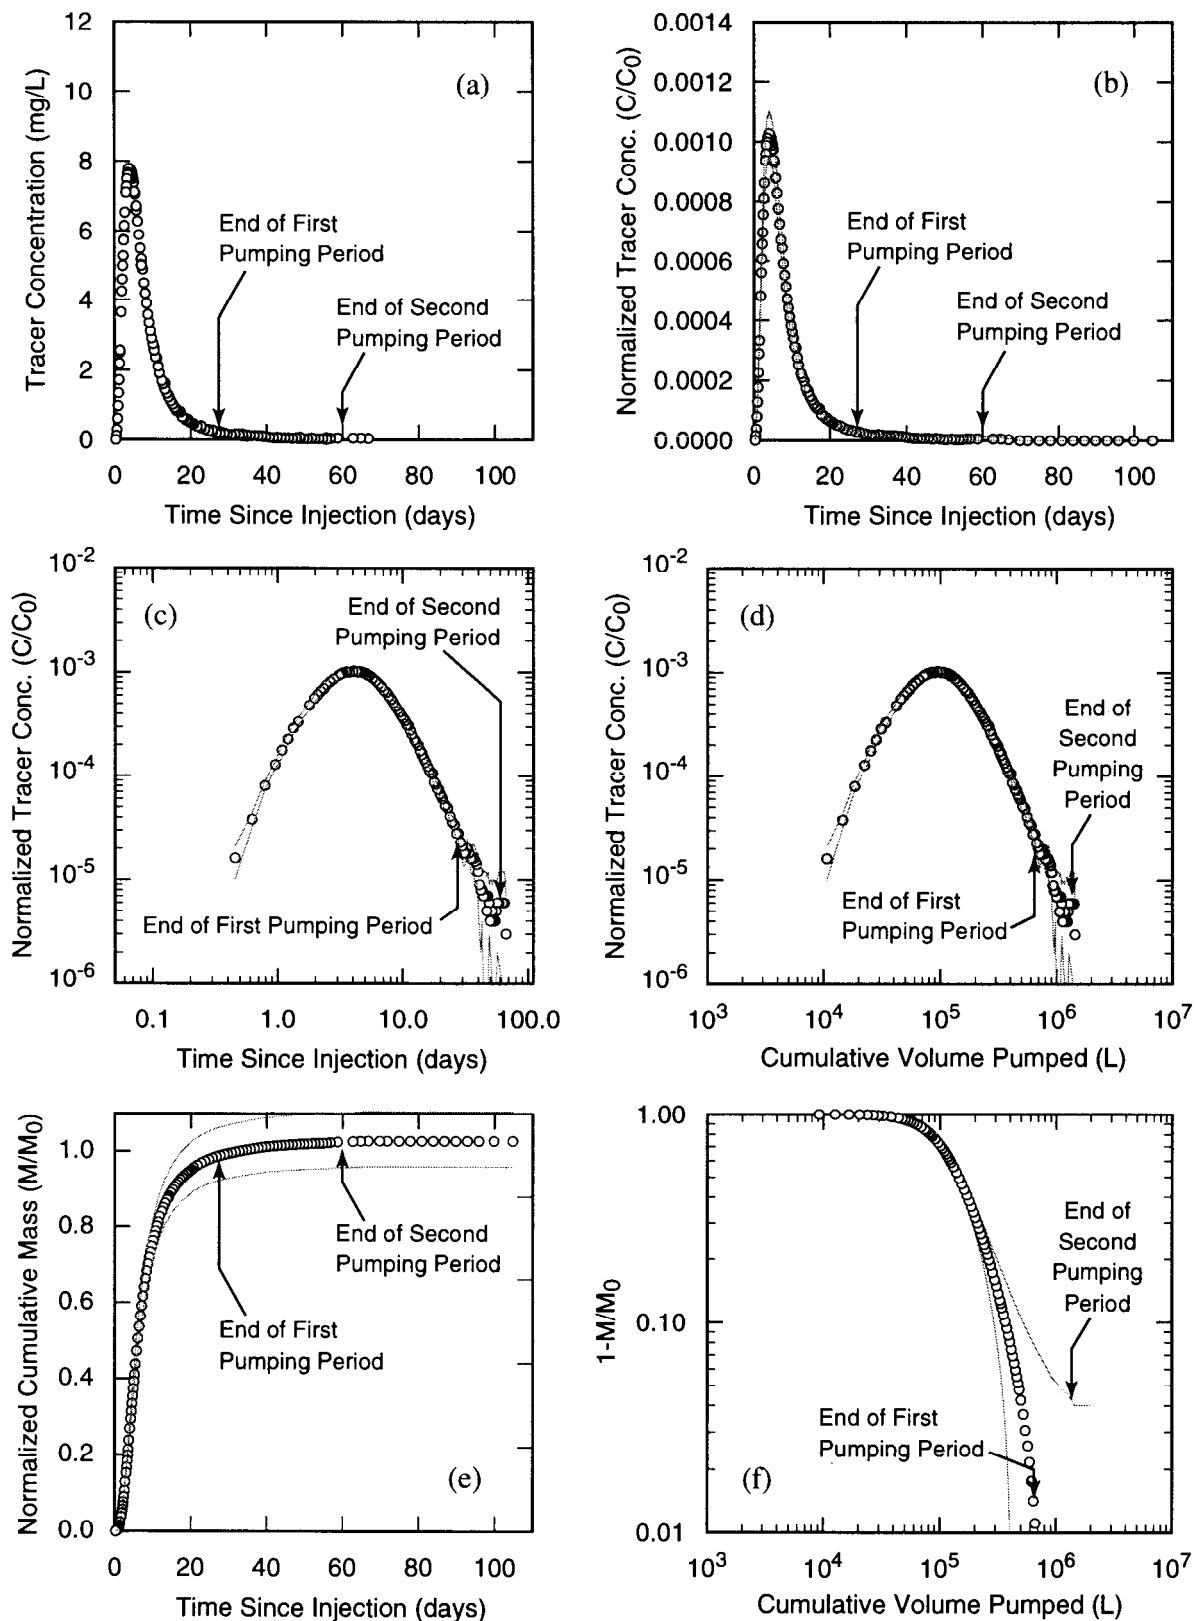 Tracer Concentration (mg/L)
12
10
8
6
4
2
0
(a)
End of First
Pumping Period
End of Second
Pumping Period
0 20 40 60 80 100
Time Since Injection (days)
Normalized Tracer Conc. (C/C0)
0.0014
0.0012
0.0010
0.0008
0.0006
0.0004
0.0002
0.0000
(b)
End of First
Pumping Period
End of Second
Pumping Period
0 20 40 60 80 100
Time Since Injection (days)
Normalized Tracer Conc. (C/C0)
10-2
10-3
10-4
10-5
10-6
(c)
End of Second
Pumping Period
End of First Pumping Period
0.1 1.0 10.0 100.0
Time Since Injection (days)
Normalized Tracer Conc. (C/C0)
10-2
10-3
10-4
10-5
10-6
(d)
End of
Second
Pumping
Period
End of First
Pumping Period
103 104 105 106 107
Cumulative Volume Pumped (L)
Normalized Cumulative Mass (M/M0)
1.0
0.8
0.6
0.4
0.2
0.0
End of Second
Pumping Period
End of First
Pumping Period
(e)
0 20 40 60 80 100
Time Since Injection (days)
1-M/M0
1.00
0.10
0.01
End of
Second
Pumping
Period
End of First
Pumping Period
(f)
103 104 105 106 107
Cumulative Volume Pumped (L)